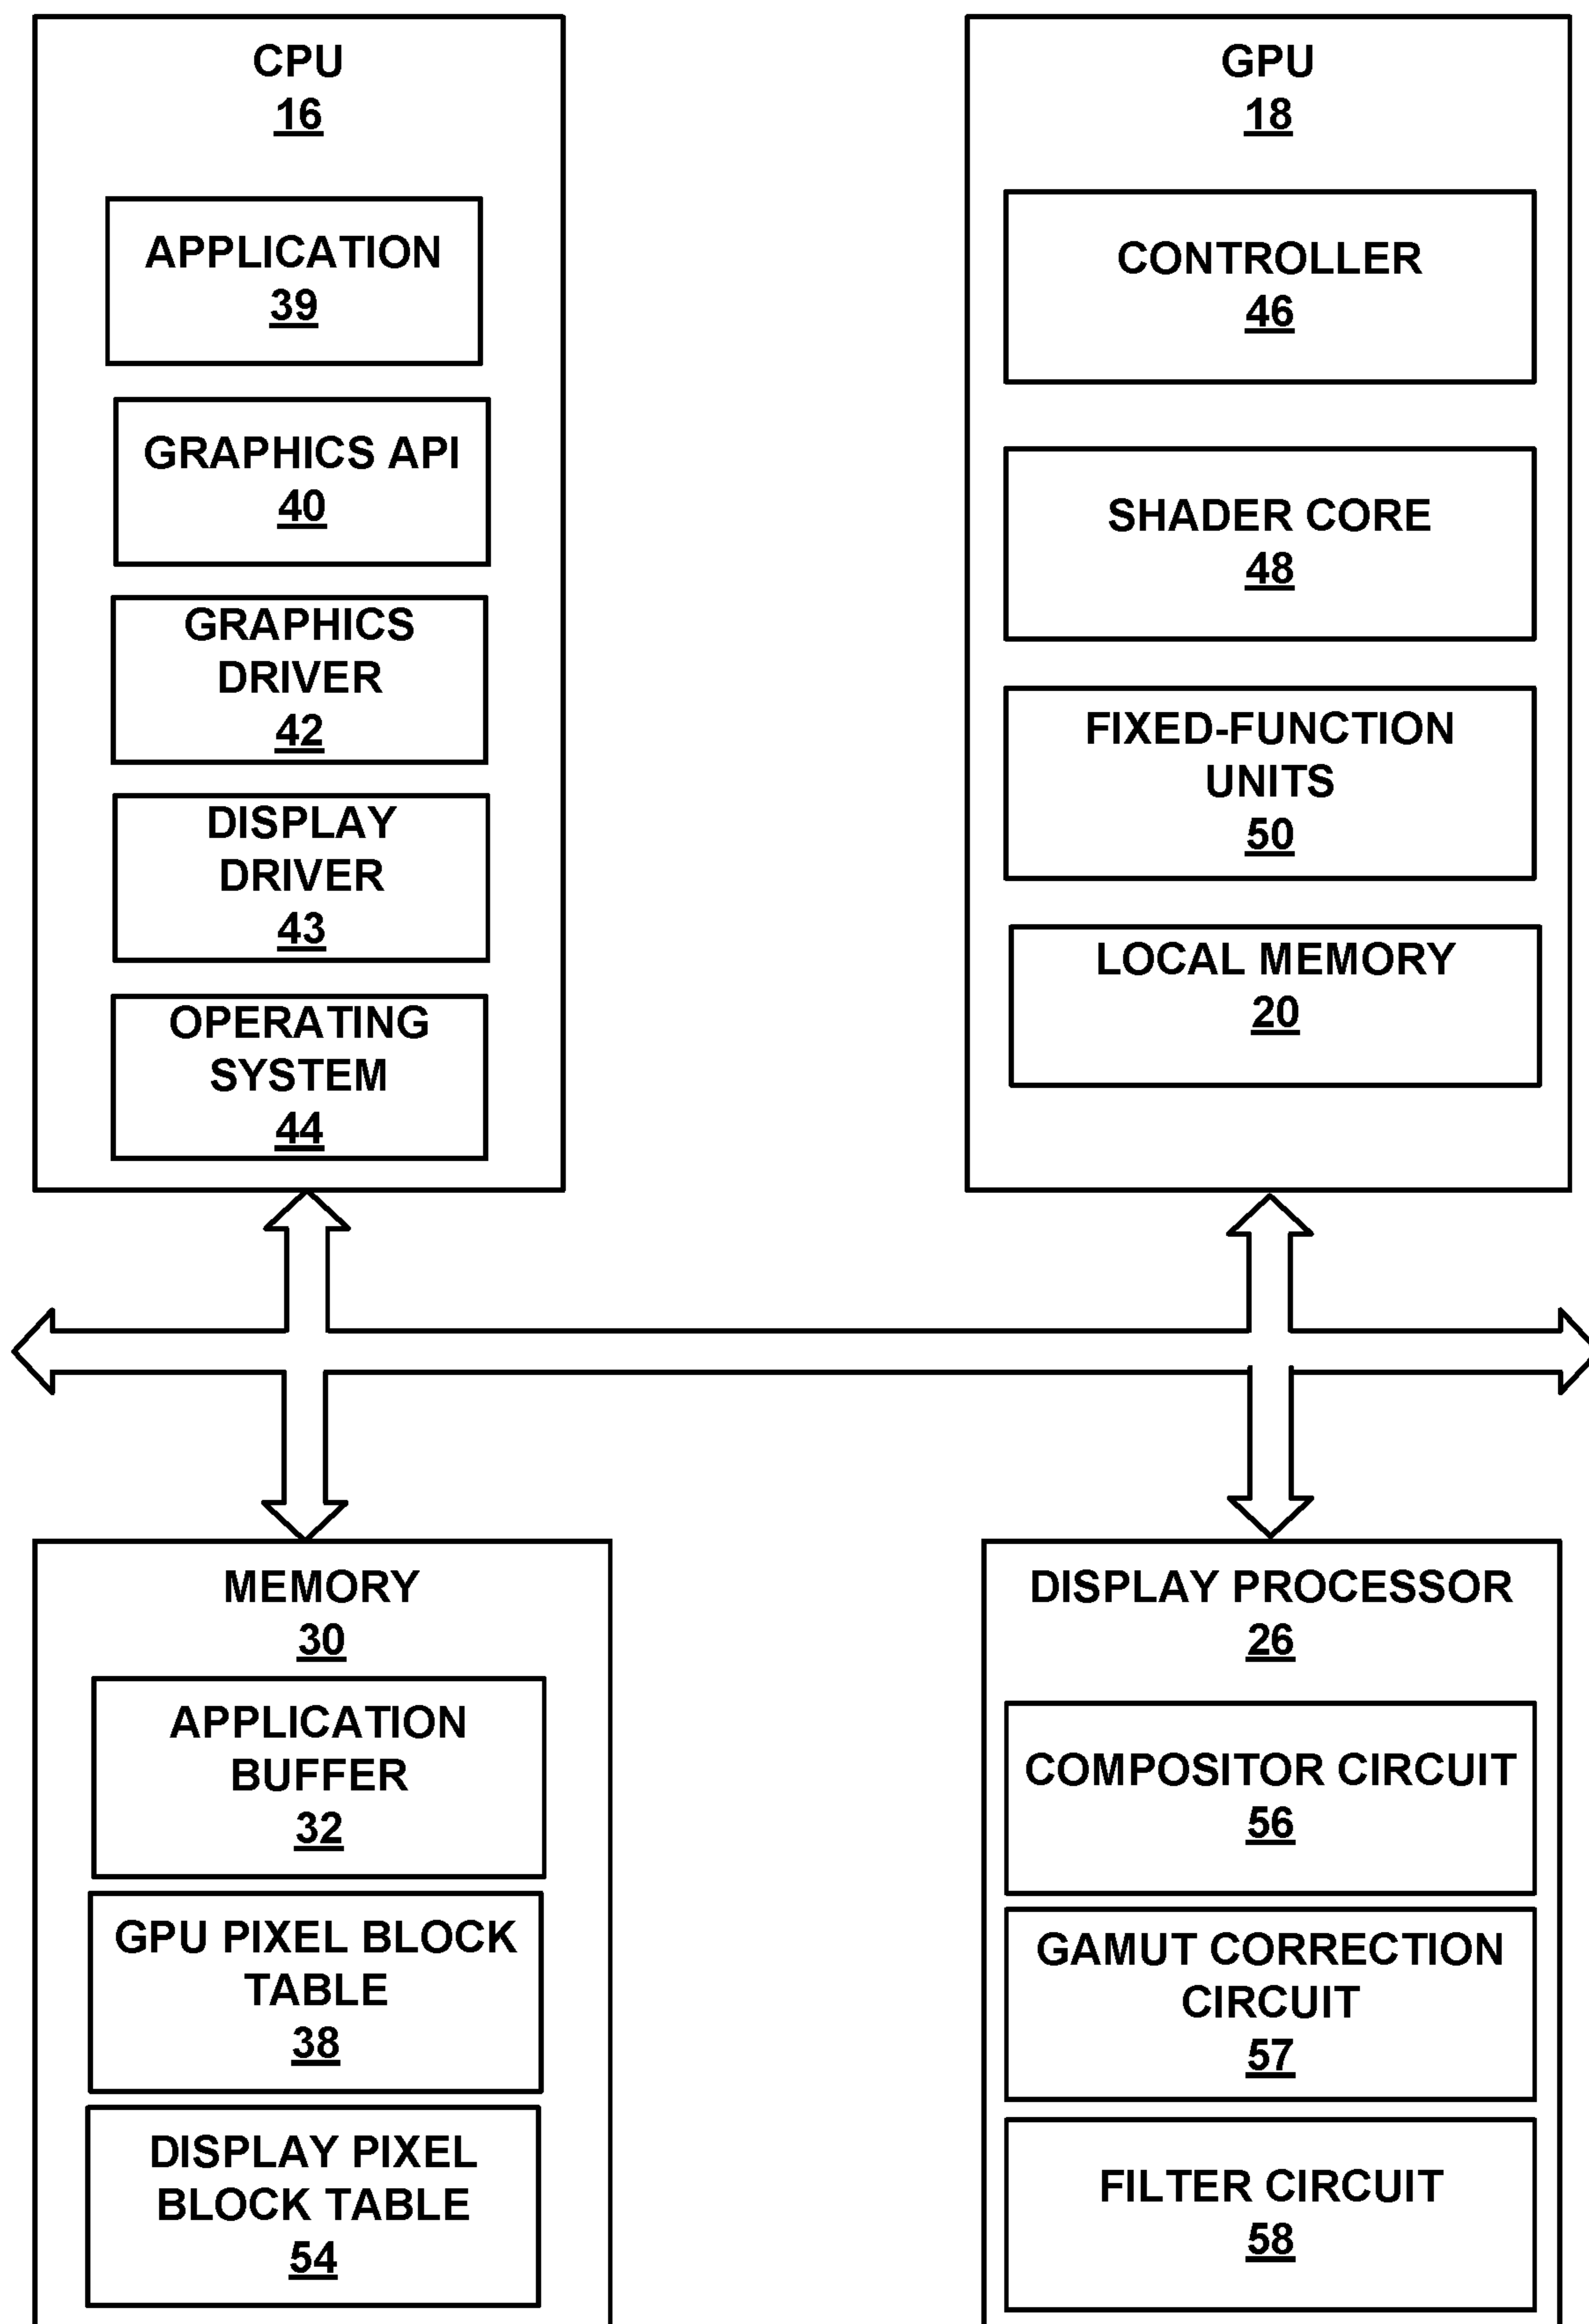 CPU
16
APPLICATION
39
GRAPHICS API
40
GRAPHICS
DRIVER
42
DISPLAY
DRIVER
43
OPERATING
SYSTEM
44
GPU
18
CONTROLLER
46
SHADER CORE
48
FIXED-FUNCTION
UNITS
50
LOCAL MEMORY
20
MEMORY
30
APPLICATION
BUFFER
32
GPU PIXEL BLOCK
TABLE
38
DISPLAY PIXEL
BLOCK TABLE
54
DISPLAY PROCESSOR
26
COMPOSITOR CIRCUIT
56
GAMUT CORRECTION
CIRCUIT
57
FILTER CIRCUIT
58